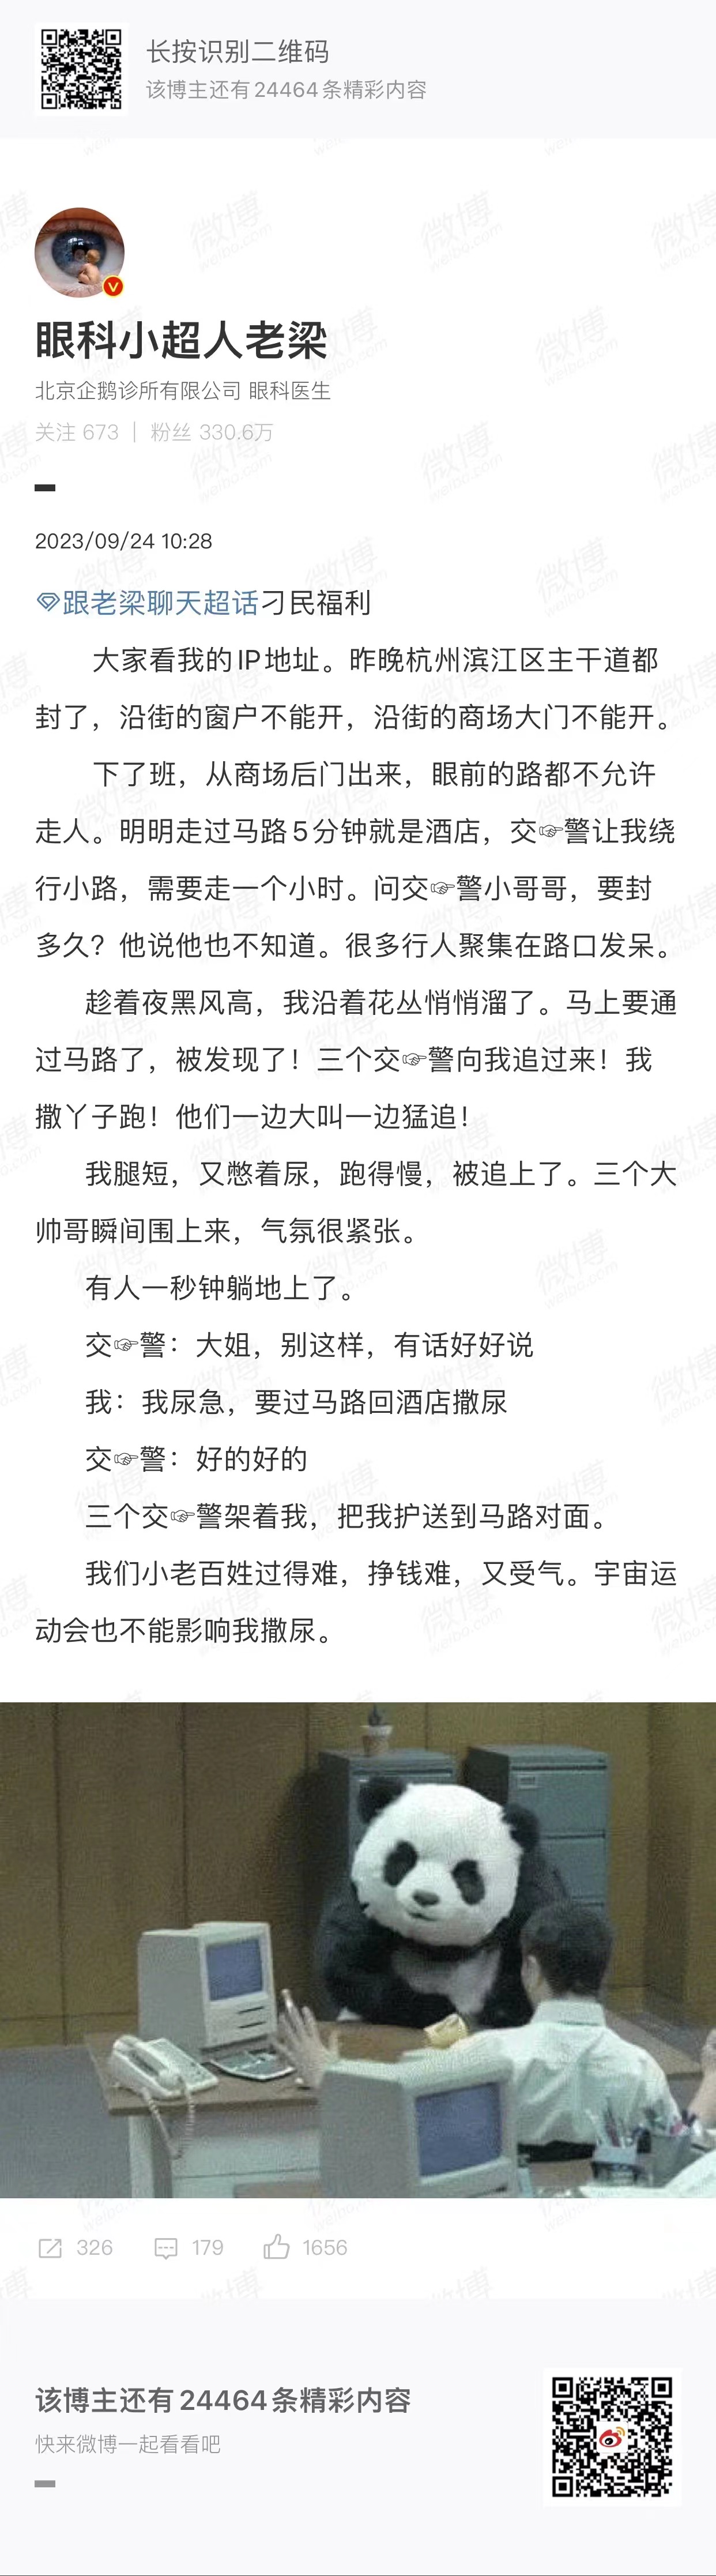 长按识别二维码
该博主还有24464条精彩内容
眼科小超人老梁
北京企鹅诊所有限公司 眼科医生
关注 673 | 粉丝 330.6万
2023/09/24 10:28
跟老梁聊天超话刁民福利
大家看我的IP地址。昨晚杭州滨江区主干道都
封了，沿街的窗户不能开，沿街的商场大门不能开。
下了班，从商场后门出来，眼前的路都不允许
走人。明明走过马路5分钟就是酒店，交☞警让我绕
行小路，需要走一个小时。问交☞警小哥哥，要封
多久？他说他也不知道。很多行人聚集在路口发呆。
趁着夜黑风高，我沿着花丛悄悄溜了。马上要通
过马路了，被发现了！三个交☞警向我追过来！我
撒丫子跑！他们一边大叫一边猛追！
我腿短，又憋着尿，跑得慢，被追上了。三个大
帅哥瞬间围上来，气氛很紧张。
有人一秒钟躺地上了。
交☞警：大姐，别这样，有话好好说
我：我尿急，要过马路回酒店撒尿
交☞警：好的好的
三个交☞警架着我，把我护送到马路对面。
我们小老百姓过得难，挣钱难，又受气。宇宙运
动会也不能影响我撒尿。
326 179 1656
该博主还有24464条精彩内容
快来微博一起看看吧
微博
weibo.com